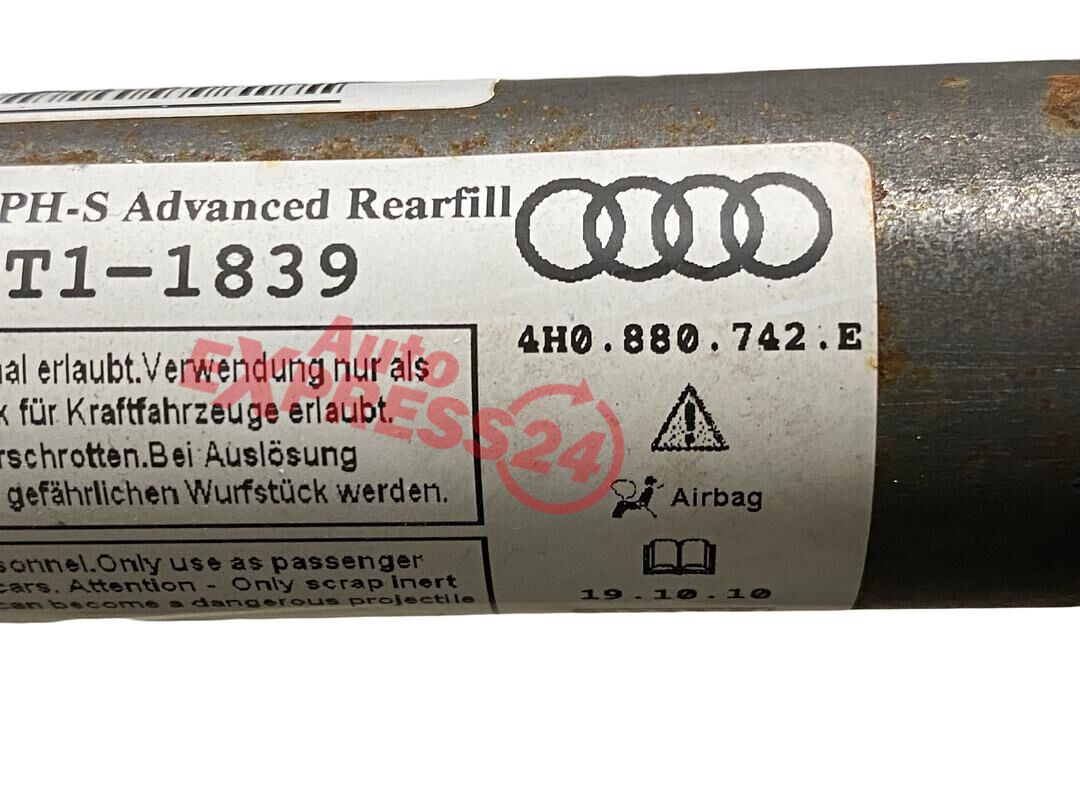 PH-S Advanced Rearfill
T1-1839
4H0.880.742.E
al erlaubt.Verwendung nur als
k für Kraftfahrzeuge erlaubt.
rschrotten.Bei Auslösung
gefährlichen Wurfstück werden.
Airbag
sonnel.Only use as passenger
cars. Attention - Only scrap inert
can become a dangerous projectile
19.10.10
Auto
EXPRESS24